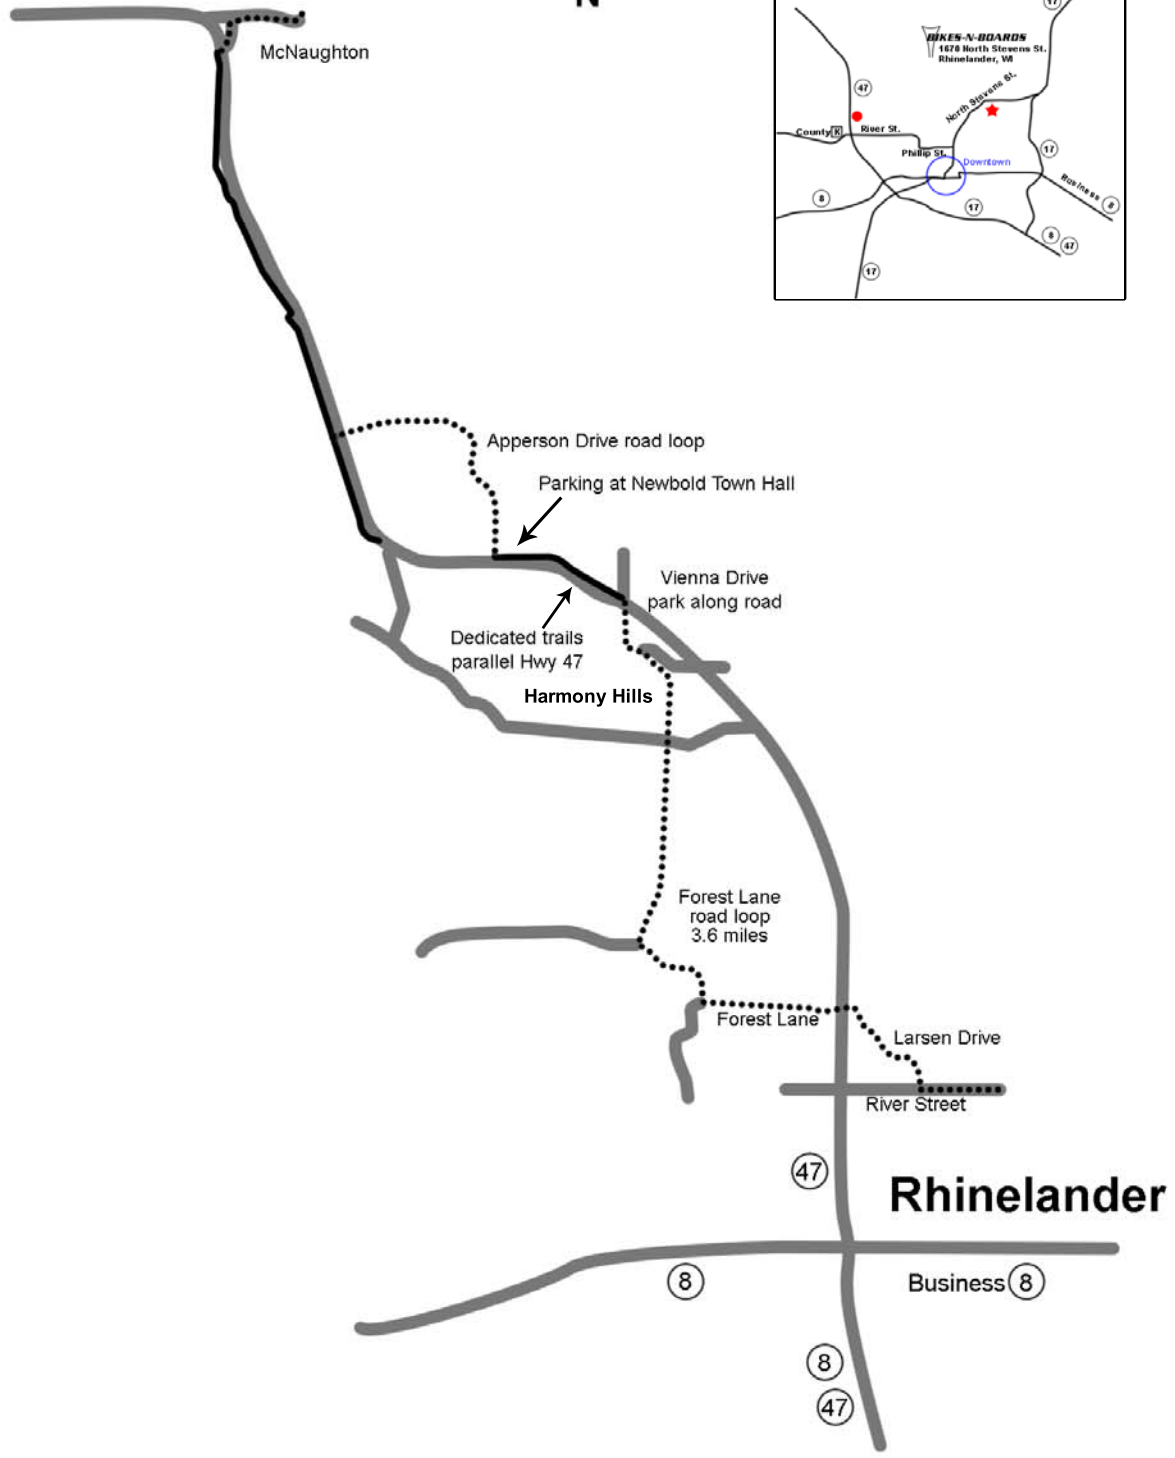 N
McNaughton
17
BIKES-N-BOARDS
1670 North Stevens St.
Rhinelander, WI
47
North Stevens St.
County K
River St.
Phillip St.
17
Downtown
Business 8
8
17
8
47
17
Apperson Drive road loop
Parking at Newbold Town Hall
Vienna Drive
park along road
Dedicated trails
parallel Hwy 47
Harmony Hills
Forest Lane
road loop
3.6 miles
Forest Lane
Larsen Drive
River Street
47
Rhinelander
8
Business 8
8
47